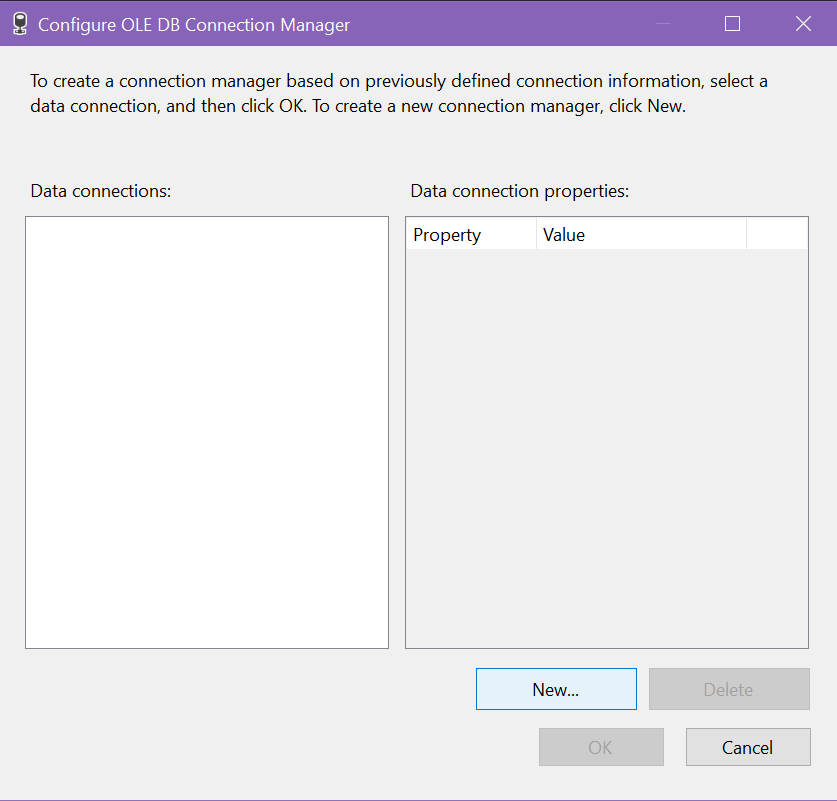 Configure OLE DB Connection Manager
To create a connection manager based on previously defined connection information, select a
data connection, and then click OK. To create a new connection manager, click New.
Data connections:
Data connection properties:
Property
Value
New...
Delete
OK
Cancel